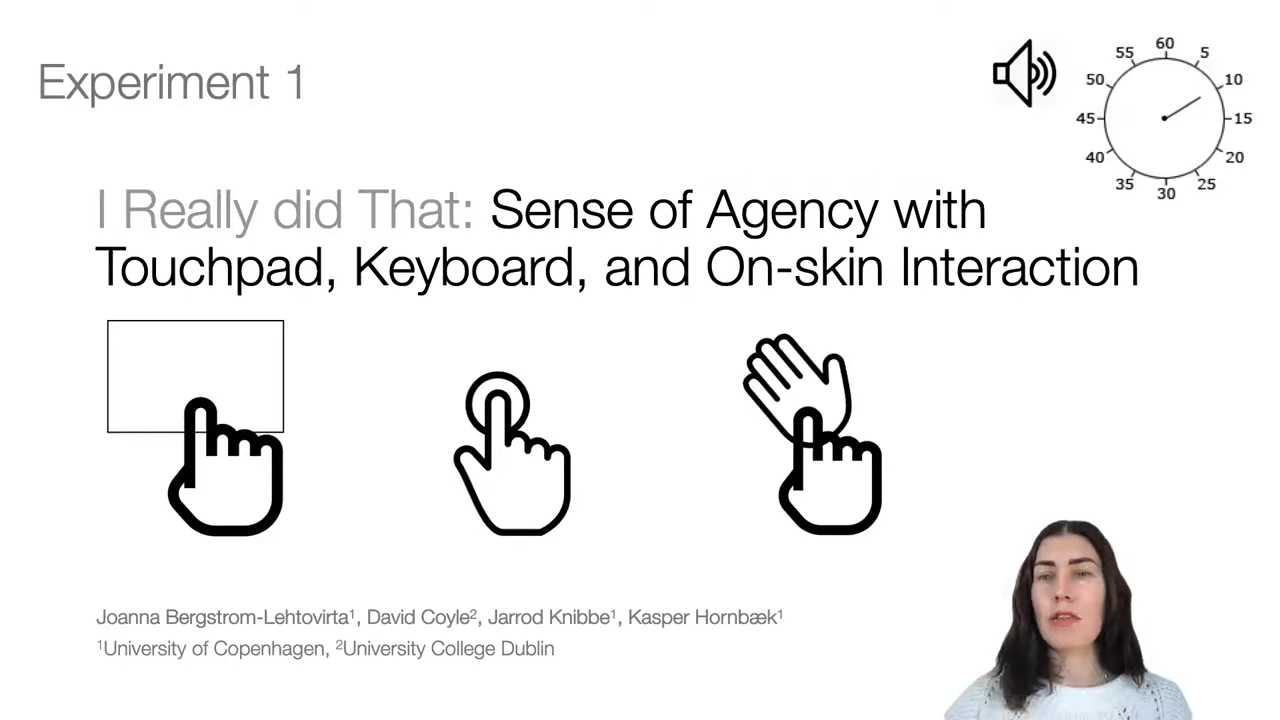 Experiment 1
60
55
5
50
10
45
15
40
20
35
25
30
I Really did That: Sense of Agency with
Touchpad, Keyboard, and On-skin Interaction
Joanna Bergstrom-Lehtovirta¹, David Coyle², Jarrod Knibbe¹, Kasper Hornbæk¹
¹University of Copenhagen, ²University College Dublin